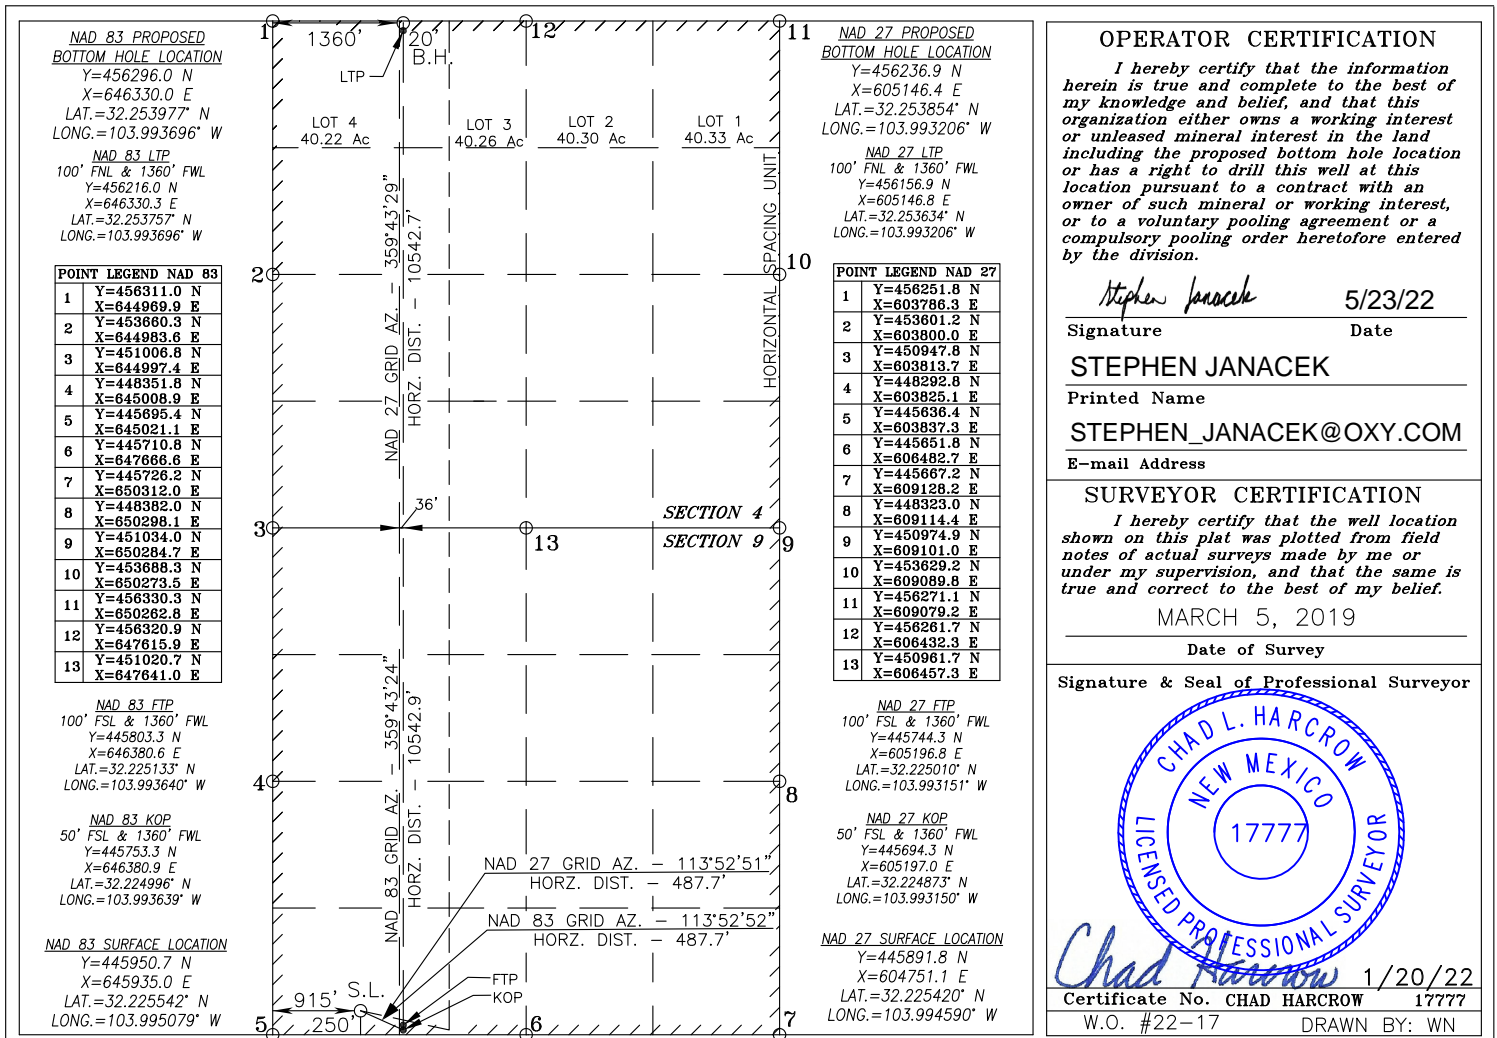 NAD 83 PROPOSED
BOTTOM HOLE LOCATION
Y=456296.0 N
X=646330.0 E
LAT.=32.253977° N
LONG.=103.993696° W
NAD 83 LTP
100' FNL & 1360' FWL
Y=456216.0 N
X=646330.3 E
LAT.=32.253757° N
LONG.=103.993696° W
POINT LEGEND NAD 83
1 Y=456311.0 N
X=644969.9 E
2 Y=453660.3 N
X=644983.6 E
3 Y=451006.8 N
X=644997.4 E
4 Y=448351.8 N
X=645008.9 E
5 Y=445695.4 N
X=645021.1 E
6 Y=445710.8 N
X=647666.6 E
7 Y=445726.2 N
X=650312.0 E
8 Y=448382.0 N
X=650298.1 E
9 Y=451034.0 N
X=650284.7 E
10 Y=453688.3 N
X=650273.5 E
11 Y=456330.3 N
X=650262.8 E
12 Y=456320.9 N
X=647615.9 E
13 Y=451020.7 N
X=647641.0 E
NAD 83 FTP
100' FSL & 1360' FWL
Y=445803.3 N
X=646380.6 E
LAT.=32.225133° N
LONG.=103.993640° W
NAD 83 KOP
50' FSL & 1360' FWL
Y=445753.3 N
X=646380.9 E
LAT.=32.224996° N
LONG.=103.993639° W
NAD 83 SURFACE LOCATION
Y=445950.7 N
X=645935.0 E
LAT.=32.225542° N
LONG.=103.995079° W
1
1360'
20'
B.H.
12
11
LTP
LOT 4
40.22 Ac
LOT 3
40.26 Ac
LOT 2
40.30 Ac
LOT 1
40.33 Ac
HORIZONTAL SPACING UNIT
NAD 27 GRID AZ. - 359°43'29"
HORZ. DIST. - 10542.7'
2
10
36'
SECTION 4
3
13
SECTION 9
9
NAD 83 GRID AZ. - 359°43'24"
HORZ. DIST. - 10542.9'
4
8
NAD 27 GRID AZ. - 113°52'51"
HORZ. DIST. - 487.7'
NAD 83 GRID AZ. - 113°52'52"
HORZ. DIST. - 487.7'
FTP
KOP
915' S.L.
250'
5
6
7
NAD 27 PROPOSED
BOTTOM HOLE LOCATION
Y=456236.9 N
X=605146.4 E
LAT.=32.253854° N
LONG.=103.993206° W
NAD 27 LTP
100' FNL & 1360' FWL
Y=456156.9 N
X=605146.8 E
LAT.=32.253634° N
LONG.=103.993206° W
POINT LEGEND NAD 27
1 Y=456251.8 N
X=603786.3 E
2 Y=453601.2 N
X=603800.0 E
3 Y=450947.8 N
X=603813.7 E
4 Y=448292.8 N
X=603825.1 E
5 Y=445636.4 N
X=603837.3 E
6 Y=445651.8 N
X=606482.7 E
7 Y=445667.2 N
X=609128.2 E
8 Y=448323.0 N
X=609114.4 E
9 Y=450974.9 N
X=609101.0 E
10 Y=453629.2 N
X=609089.8 E
11 Y=456271.1 N
X=609079.2 E
12 Y=456261.7 N
X=606432.3 E
13 Y=450961.7 N
X=606457.3 E
NAD 27 FTP
100' FSL & 1360' FWL
Y=445744.3 N
X=605196.8 E
LAT.=32.225010° N
LONG.=103.993151° W
NAD 27 KOP
50' FSL & 1360' FWL
Y=445694.3 N
X=605197.0 E
LAT.=32.224873° N
LONG.=103.993150° W
NAD 27 SURFACE LOCATION
Y=445891.8 N
X=604751.1 E
LAT.=32.225420° N
LONG.=103.994590° W
OPERATOR CERTIFICATION
I hereby certify that the information
herein is true and complete to the best of
my knowledge and belief, and that this
organization either owns a working interest
or unleased mineral interest in the land
including the proposed bottom hole location
or has a right to drill this well at this
location pursuant to a contract with an
owner of such mineral or working interest,
or to a voluntary pooling agreement or a
compulsory pooling order heretofore entered
by the division.
Stephen Janacek 5/23/22
Signature Date
STEPHEN JANACEK
Printed Name
STEPHEN_JANACEK@OXY.COM
E-mail Address
SURVEYOR CERTIFICATION
I hereby certify that the well location
shown on this plat was plotted from field
notes of actual surveys made by me or
under my supervision, and that the same is
true and correct to the best of my belief.
MARCH 5, 2019
Date of Survey
Signature & Seal of Professional Surveyor
CHAD L. HARCROW
NEW MEXICO
17777
LICENSED PROFESSIONAL SURVEYOR
Chad Harcrow 1/20/22
Certificate No. CHAD HARCROW 17777
W.O. #22-17 DRAWN BY: WN